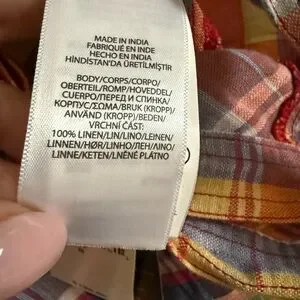 MADE IN INDIA
FABRIQUÉ EN INDE
HECHO EN INDIA
HİNDİSTAN'DA ÜRETİLMİŞTİR
BODY/CORPS/CORPO/
OBERTEIL/ROMP/HOVEDDEL/
CUERPO/ПЕРЕД И СПИНКА/
КОРПУС/ΣΩΜΑ/BRUK (KROPP)/
ANVÄND (KROPP)/BEDEN/
VRCHNÍ ČÁST:
100% LINEN/LIN/LINO/LEINEN/
LINNEN/HØR/LINHO/ЛЕН/ΛΙΝΟ/
LINNE/KETEN/LNĚNÉ PLÁTNO